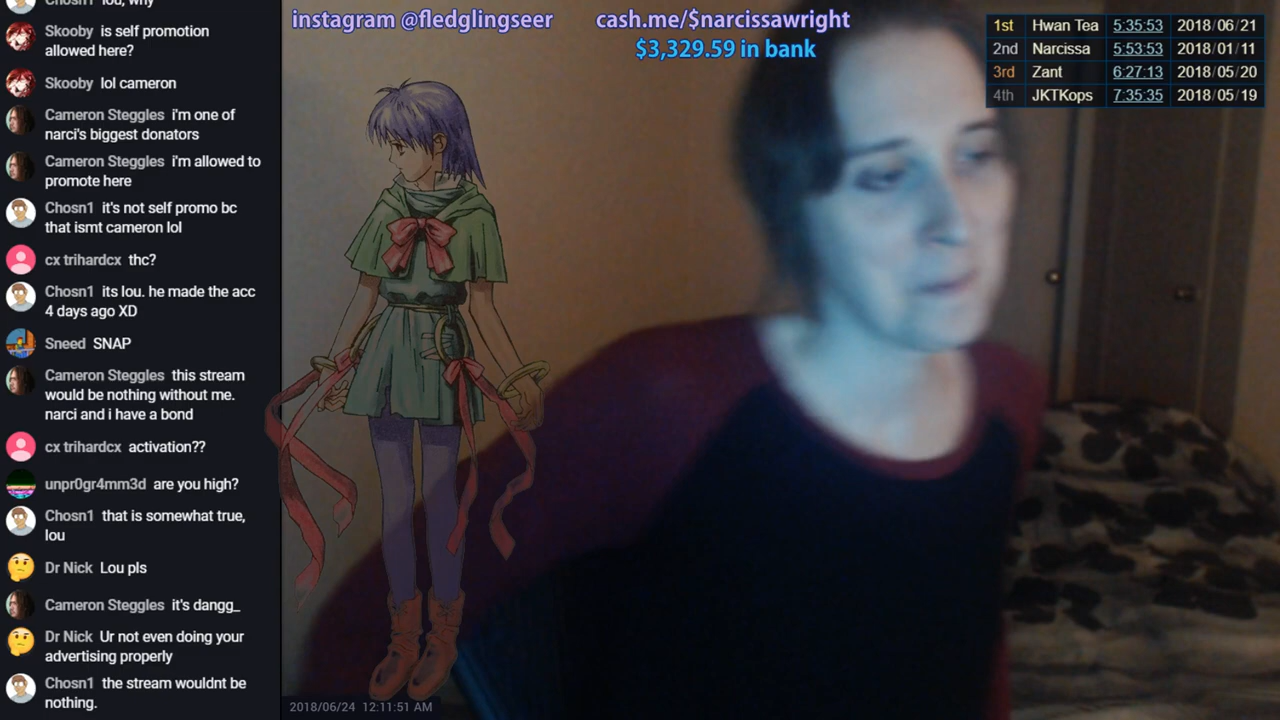 Chosn1 lou, why
Skooby is self promotion
allowed here?
Skooby lol cameron
Cameron Steggles i'm one of
narci's biggest donators
Cameron Steggles i'm allowed to
promote here
Chosn1 it's not self promo bc
that ismt cameron lol
cx trihardcx thc?
Chosn1 its lou. he made the acc
4 days ago XD
Sneed SNAP
Cameron Steggles this stream
would be nothing without me.
narci and i have a bond
cx trihardcx activation??
unpr0gr4mm3d are you high?
Chosn1 that is somewhat true,
lou
Dr Nick Lou pls
Cameron Steggles it's dangg_
Dr Nick Ur not even doing your
advertising properly
Chosn1 the stream wouldnt be
nothing.
instagram @fledglingseer
cash.me/$narcissawright
$3,329.59 in bank
1st Hwan Tea 5:35:53 2018/06/21
2nd Narcissa 5:53:53 2018/01/11
3rd Zant 6:27:13 2018/05/20
4th JKTKops 7:35:35 2018/05/19
2018/06/24 12:11:51 AM